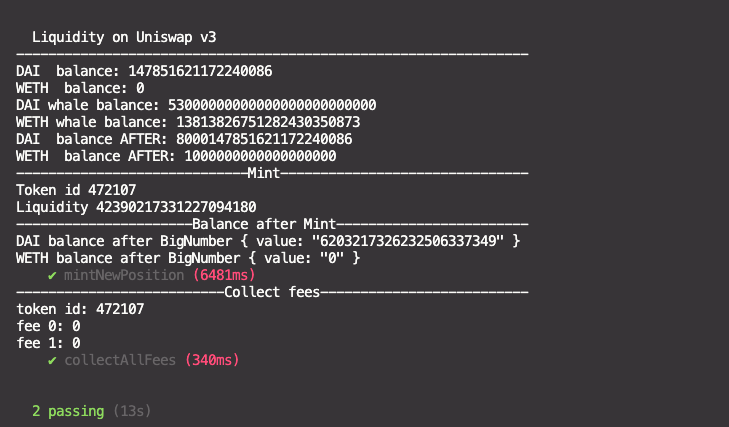 Liquidity on Uniswap v3
----------------------------------------------------------------
DAI  balance: 147851621172240086
WETH  balance: 0
DAI whale balance: 53000000000000000000000000
WETH whale balance: 13813826751282430350873
DAI  balance AFTER: 8000147851621172240086
WETH  balance AFTER: 1000000000000000000
-----------------------------Mint-------------------------------
Token id 472107
Liquidity 42390217331227094180
----------------------Balance after Mint------------------------
DAI balance after BigNumber { value: "6203217326232506337349" }
WETH balance after BigNumber { value: "0" }
✔ mintNewPosition (6481ms)
--------------------------Collect fees--------------------------
token id: 472107
fee 0: 0
fee 1: 0
✔ collectAllFees (340ms)
2 passing (13s)